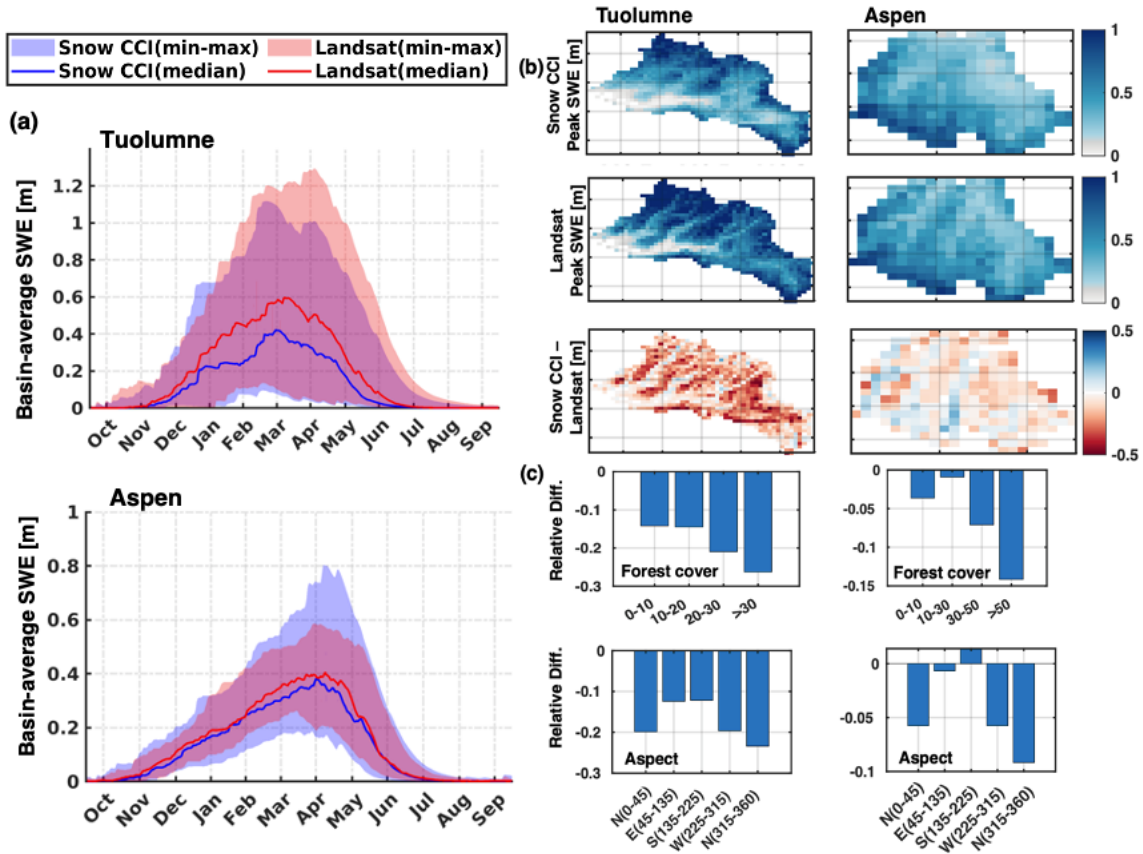 Snow CCI(min-max) Landsat(min-max)
Snow CCI(median) Landsat(median)
(a)
Tuolumne
Basin-average SWE [m]
1.2
1
0.8
0.6
0.4
0.2
0
Oct Nov Dec Jan Feb Mar Apr May Jun Jul Aug Sep
Aspen
Basin-average SWE [m]
1
0.8
0.6
0.4
0.2
0
Oct Nov Dec Jan Feb Mar Apr May Jun Jul Aug Sep
(b)
Tuolumne Aspen
Snow CCI
Peak SWE [m]
1
0.5
0
Landsat
Peak SWE [m]
1
0.5
0
Snow CCI –
Landsat [m]
0.5
0
-0.5
(c)
Relative Diff.
0
-0.1
-0.2
-0.3
Forest cover
0-10 10-20 20-30 >30
0
-0.05
-0.1
-0.15
Forest cover
0-10 10-30 30-50 >50
Relative Diff.
0
-0.1
-0.2
-0.3
Aspect
N(0-45) E(45-135) S(135-225) W(225-315) N(315-360)
0
-0.05
-0.1
Aspect
N(0-45) E(45-135) S(135-225) W(225-315) N(315-360)